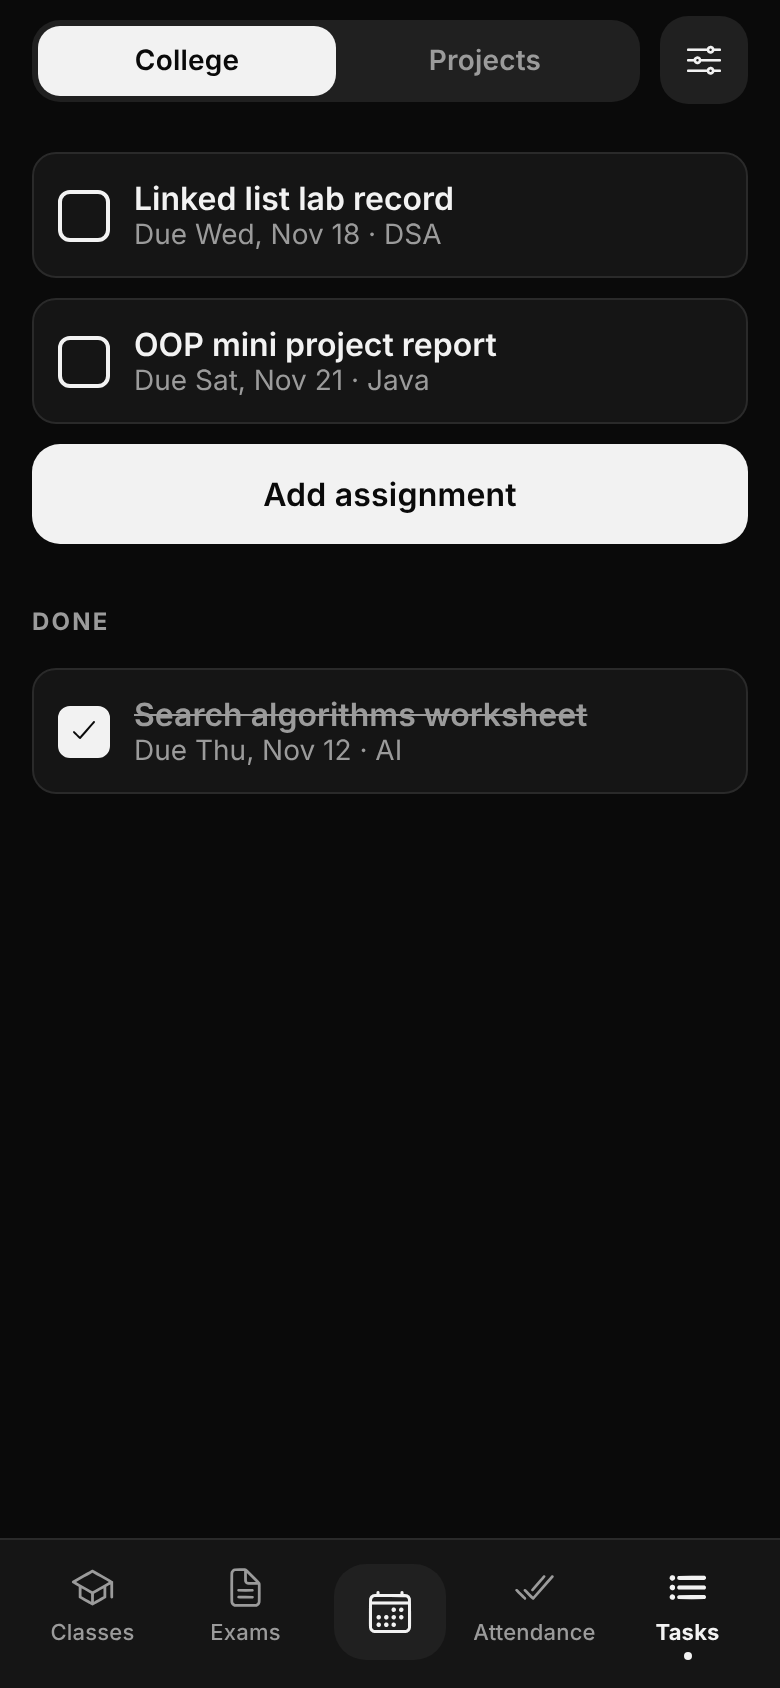 College
Projects
Linked list lab record
Due Wed, Nov 18 · DSA
OOP mini project report
Due Sat, Nov 21 · Java
Add assignment
DONE
Search algorithms worksheet
Due Thu, Nov 12 · AI
Classes
Exams
Attendance
Tasks